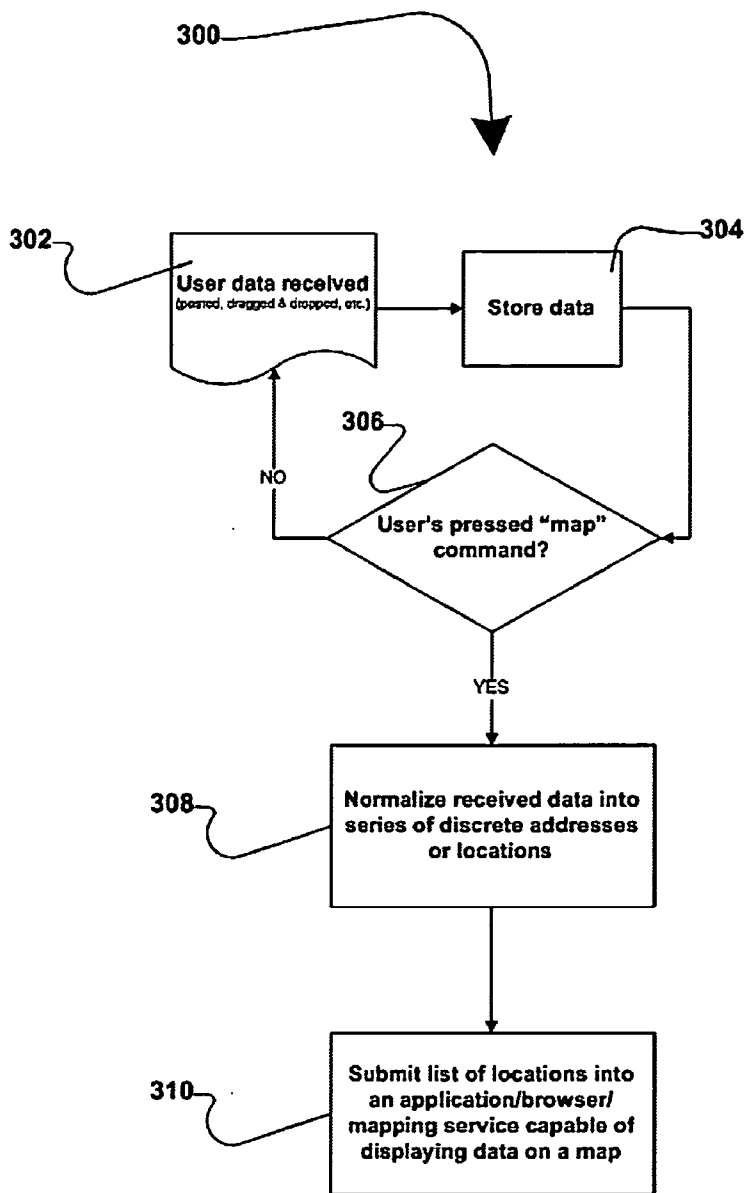 300
302
304
User data received
(pasted, dragged & dropped, etc.)
Store data
306
NO
User's pressed “map”
command?
YES
308
Normalize received data into
series of discrete addresses
or locations
310
Submit list of locations into
an application/browser/
mapping service capable of
displaying data on a map